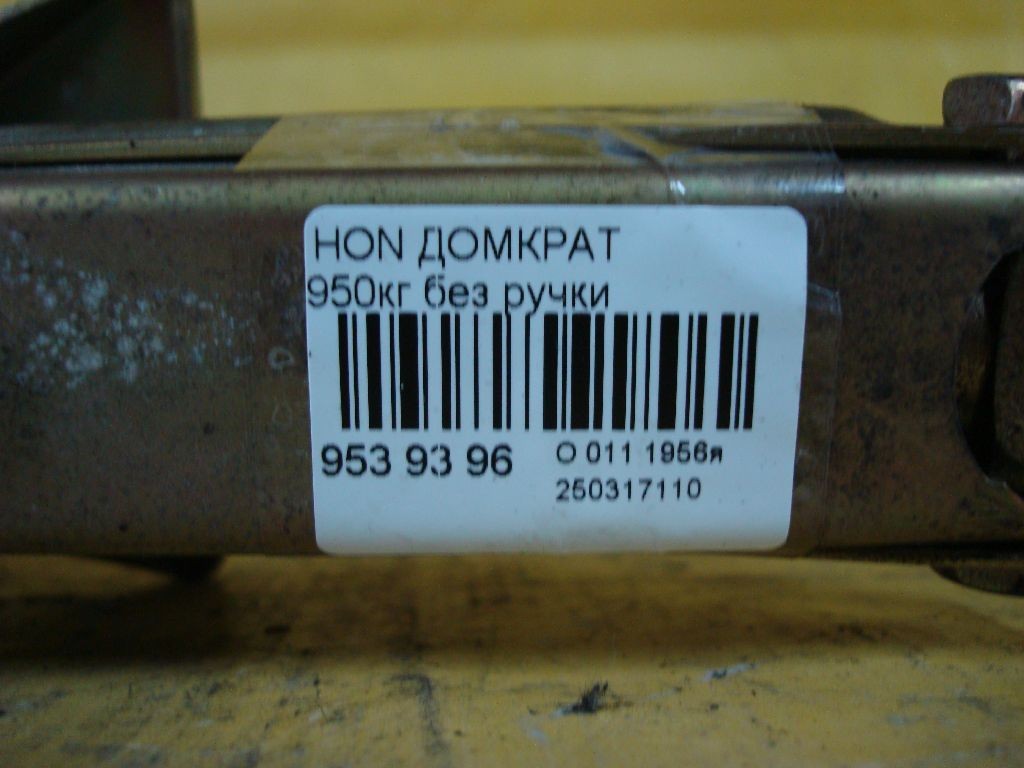 HON ДОМКРАТ
950кг без ручки
953 93 96
О 011 1956я
250317110